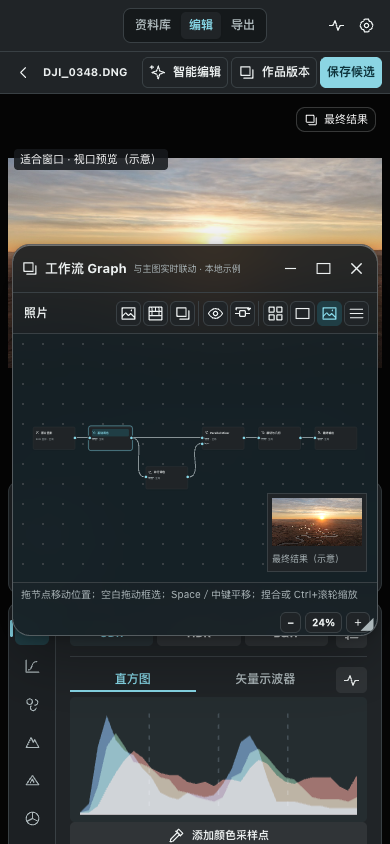 资料库 编辑 导出
DJI_0348.DNG 智能编辑 作品版本 保存候选
最终结果
适合窗口 · 视口预览（示意）
工作流 Graph 与主图实时联动 · 本地示例
照片
最终结果（示意）
拖节点移动位置；空白拖动框选；Space / 中键平移；捏合或 Ctrl+滚轮缩放
− 24% +
直方图 矢量示波器
添加颜色采样点